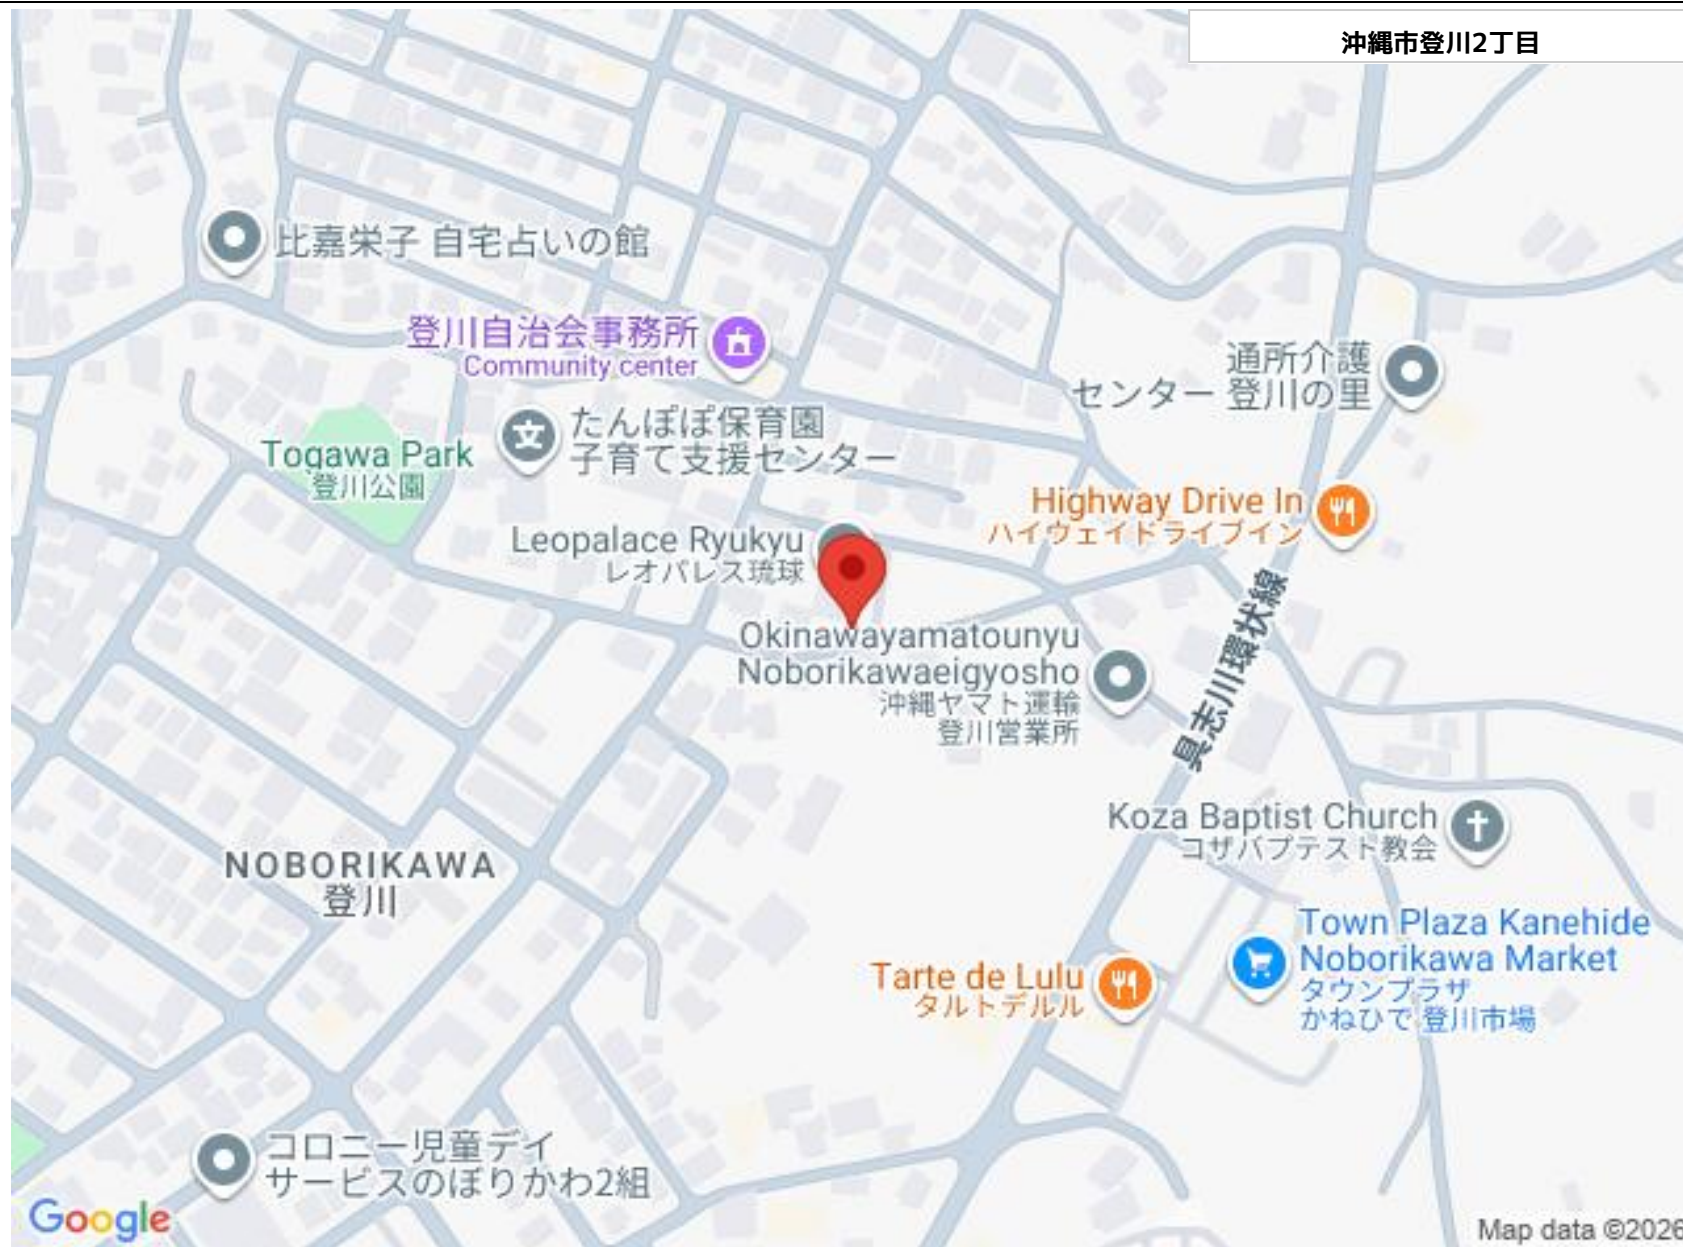 沖縄市登川2丁目
比嘉栄子 自宅占いの館
登川自治会事務所
Community center
通所介護
センター 登川の里
たんぽぽ保育園
子育て支援センター
Togawa Park
登川公園
Highway Drive In
ハイウェイドライブイン
Leopalace Ryukyu
レオパレス琉球
具志川環状線
Okinawayamatounyu
Noborikawaeigyosho
沖縄ヤマト運輸
登川営業所
Koza Baptist Church
コザバプテスト教会
NOBORIKAWA
登川
Town Plaza Kanehide
Noborikawa Market
タウンプラザ
かねひで 登川市場
Tarte de Lulu
タルトデルル
コロニー児童デイ
サービスのぼりかわ2組
Google
Map data ©2026